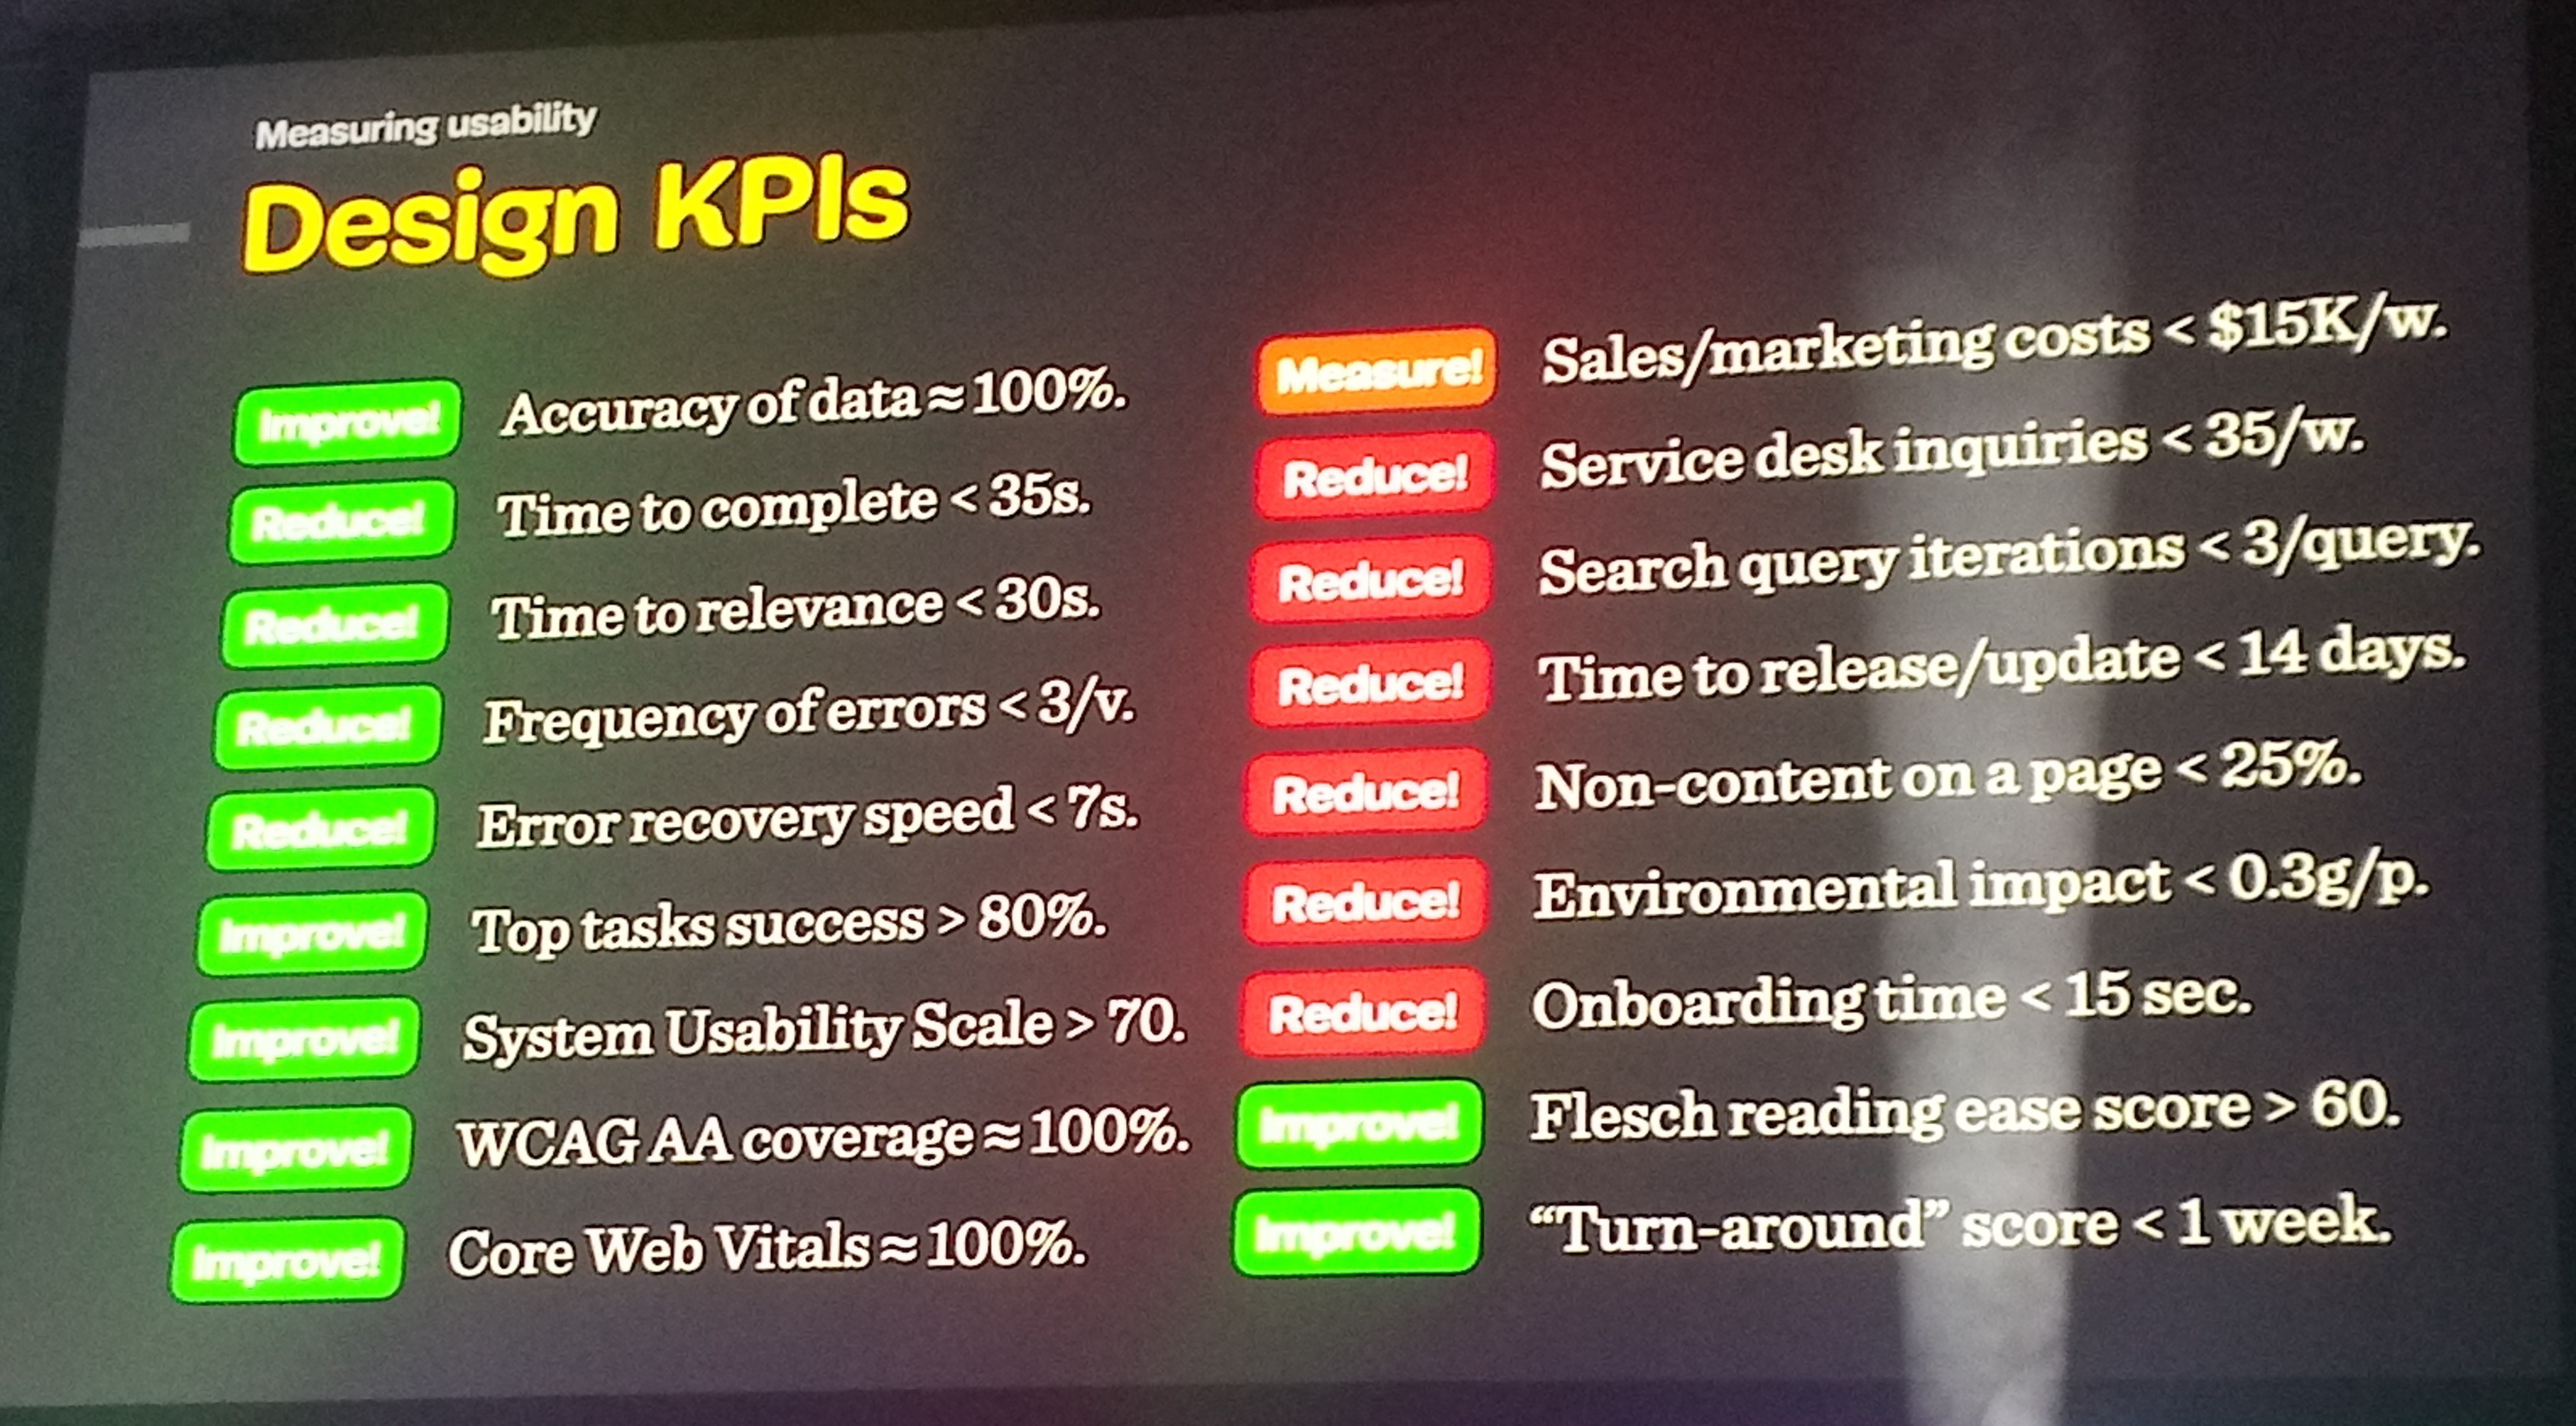 Measuring usability
Design KPIs
Improve! Accuracy of data ≈ 100%.
Reduce! Time to complete < 35s.
Reduce! Time to relevance < 30s.
Reduce! Frequency of errors < 3/v.
Reduce! Error recovery speed < 7s.
Improve! Top tasks success > 80%.
Improve! System Usability Scale > 70.
Improve! WCAG AA coverage ≈ 100%.
Improve! Core Web Vitals ≈ 100%.
Measure! Sales/marketing costs < $15K/w.
Reduce! Service desk inquiries < 35/w.
Reduce! Search query iterations < 3/query.
Reduce! Time to release/update < 14 days.
Reduce! Non-content on a page < 25%.
Reduce! Environmental impact < 0.3g/p.
Reduce! Onboarding time < 15 sec.
Improve! Flesch reading ease score > 60.
Improve! “Turn-around” score < 1 week.